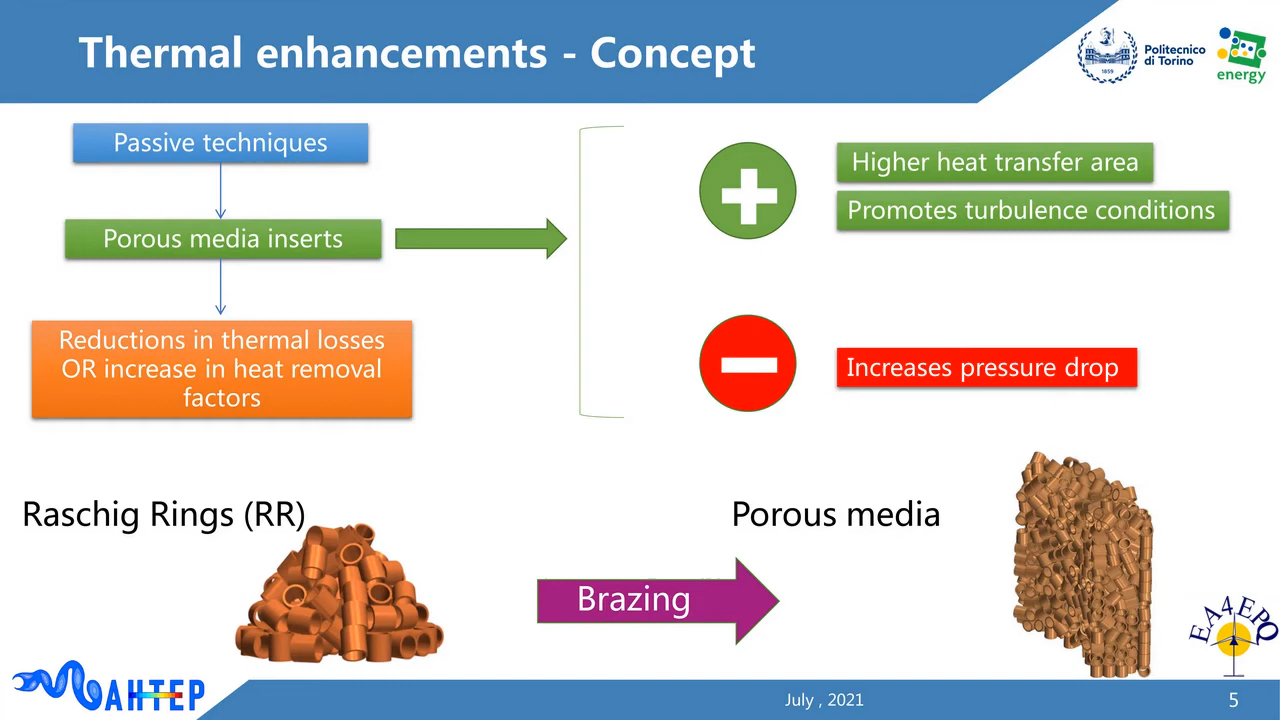 Thermal enhancements - Concept
Politecnico
di Torino
1859
energy
Passive techniques
Porous media inserts
Reductions in thermal losses
OR increase in heat removal
factors
Higher heat transfer area
Promotes turbulence conditions
Increases pressure drop
Raschig Rings (RR)
Brazing
Porous media
EA4EPQ
AHTEP
July , 2021
5